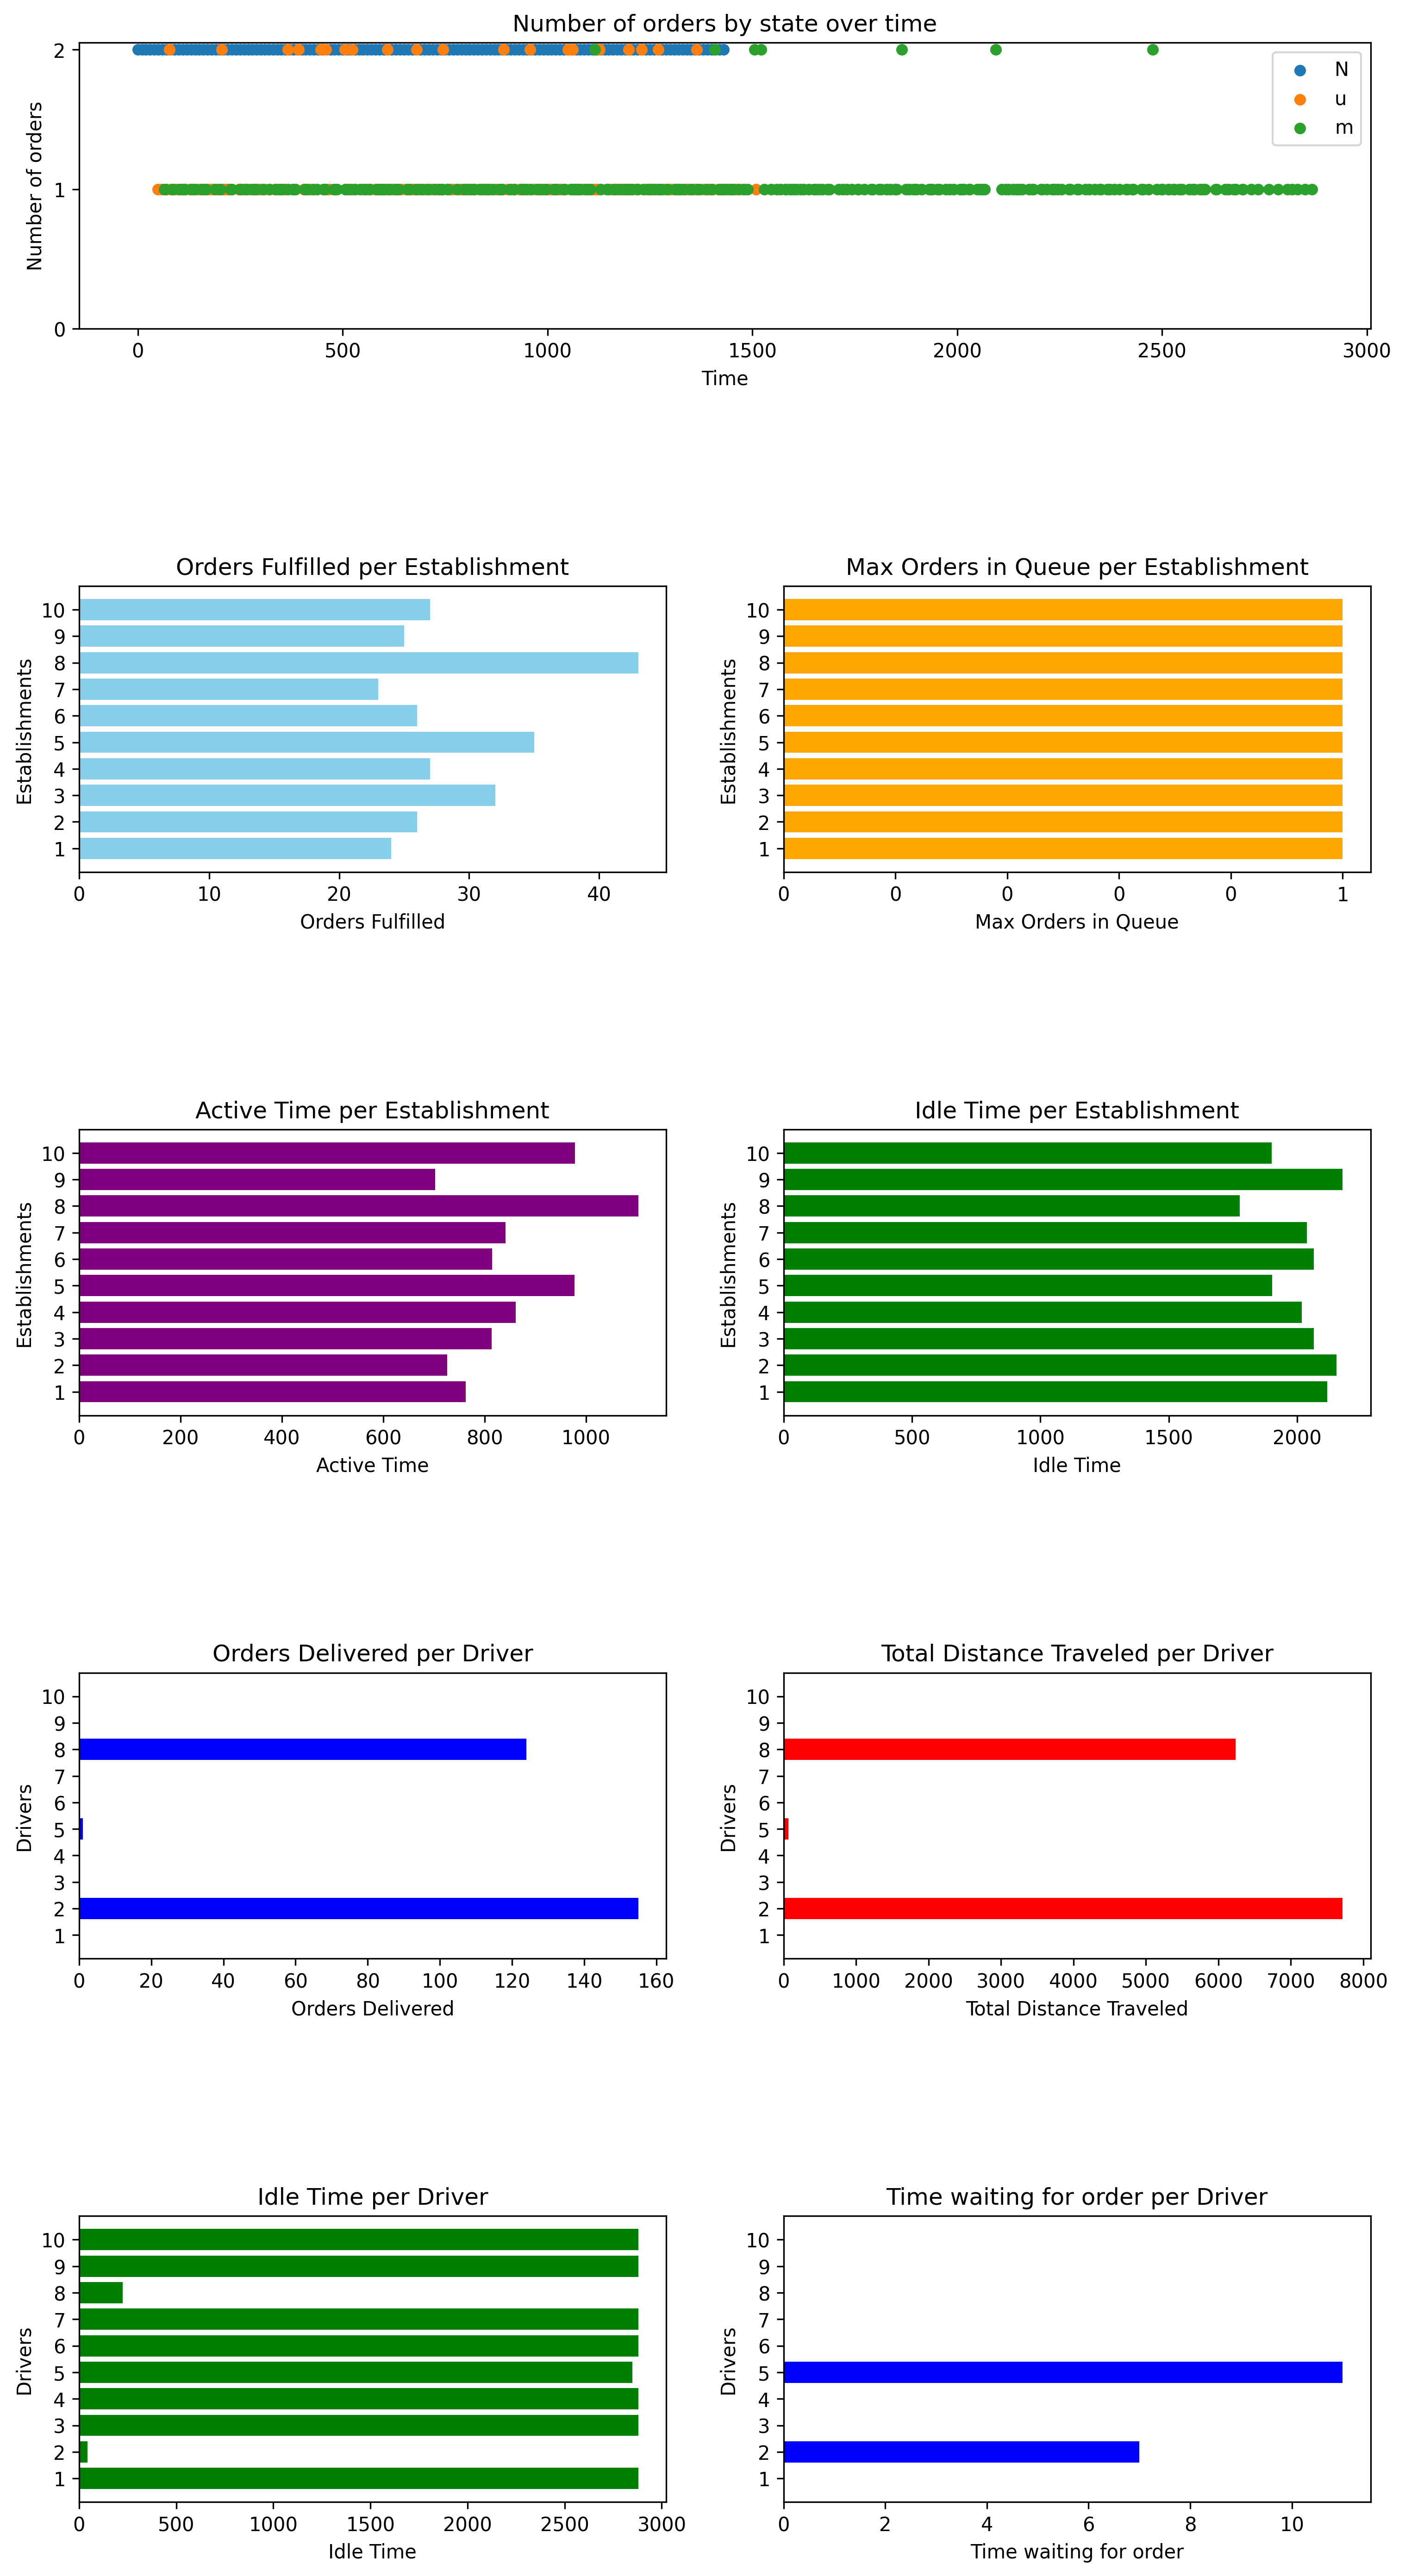 Number of orders by state over time
Number of orders
2
1
0
N
u
m
0 500 1000 1500 2000 2500 3000
Time
Orders Fulfilled per Establishment
Establishments
10
9
8
7
6
5
4
3
2
1
0 10 20 30 40
Orders Fulfilled
Max Orders in Queue per Establishment
Establishments
10
9
8
7
6
5
4
3
2
1
0 0 0 0 0 1
Max Orders in Queue
Active Time per Establishment
Establishments
10
9
8
7
6
5
4
3
2
1
0 200 400 600 800 1000
Active Time
Idle Time per Establishment
Establishments
10
9
8
7
6
5
4
3
2
1
0 500 1000 1500 2000
Idle Time
Orders Delivered per Driver
Drivers
10
9
8
7
6
5
4
3
2
1
0 20 40 60 80 100 120 140 160
Orders Delivered
Total Distance Traveled per Driver
Drivers
10
9
8
7
6
5
4
3
2
1
0 1000 2000 3000 4000 5000 6000 7000 8000
Total Distance Traveled
Idle Time per Driver
Drivers
10
9
8
7
6
5
4
3
2
1
0 500 1000 1500 2000 2500 3000
Idle Time
Time waiting for order per Driver
Drivers
10
9
8
7
6
5
4
3
2
1
0 2 4 6 8 10
Time waiting for order